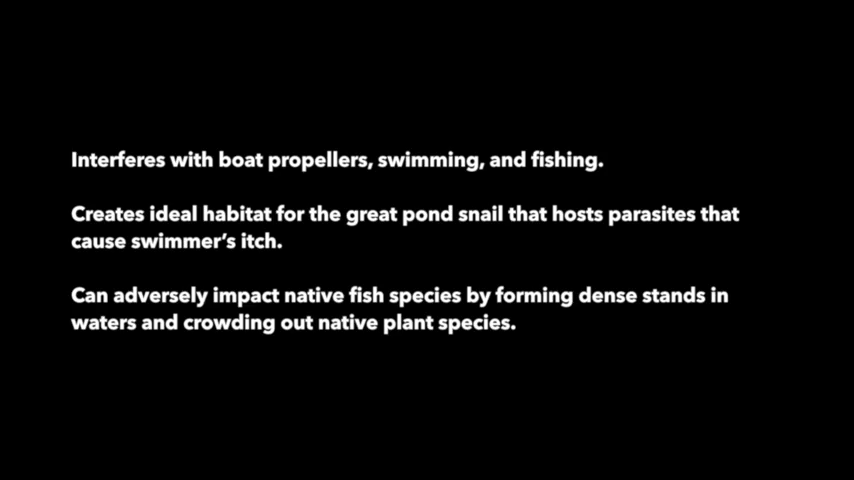 Interferes with boat propellers, swimming, and fishing.
Creates ideal habitat for the great pond snail that hosts parasites that
cause swimmer's itch.
Can adversely impact native fish species by forming dense stands in
waters and crowding out native plant species.